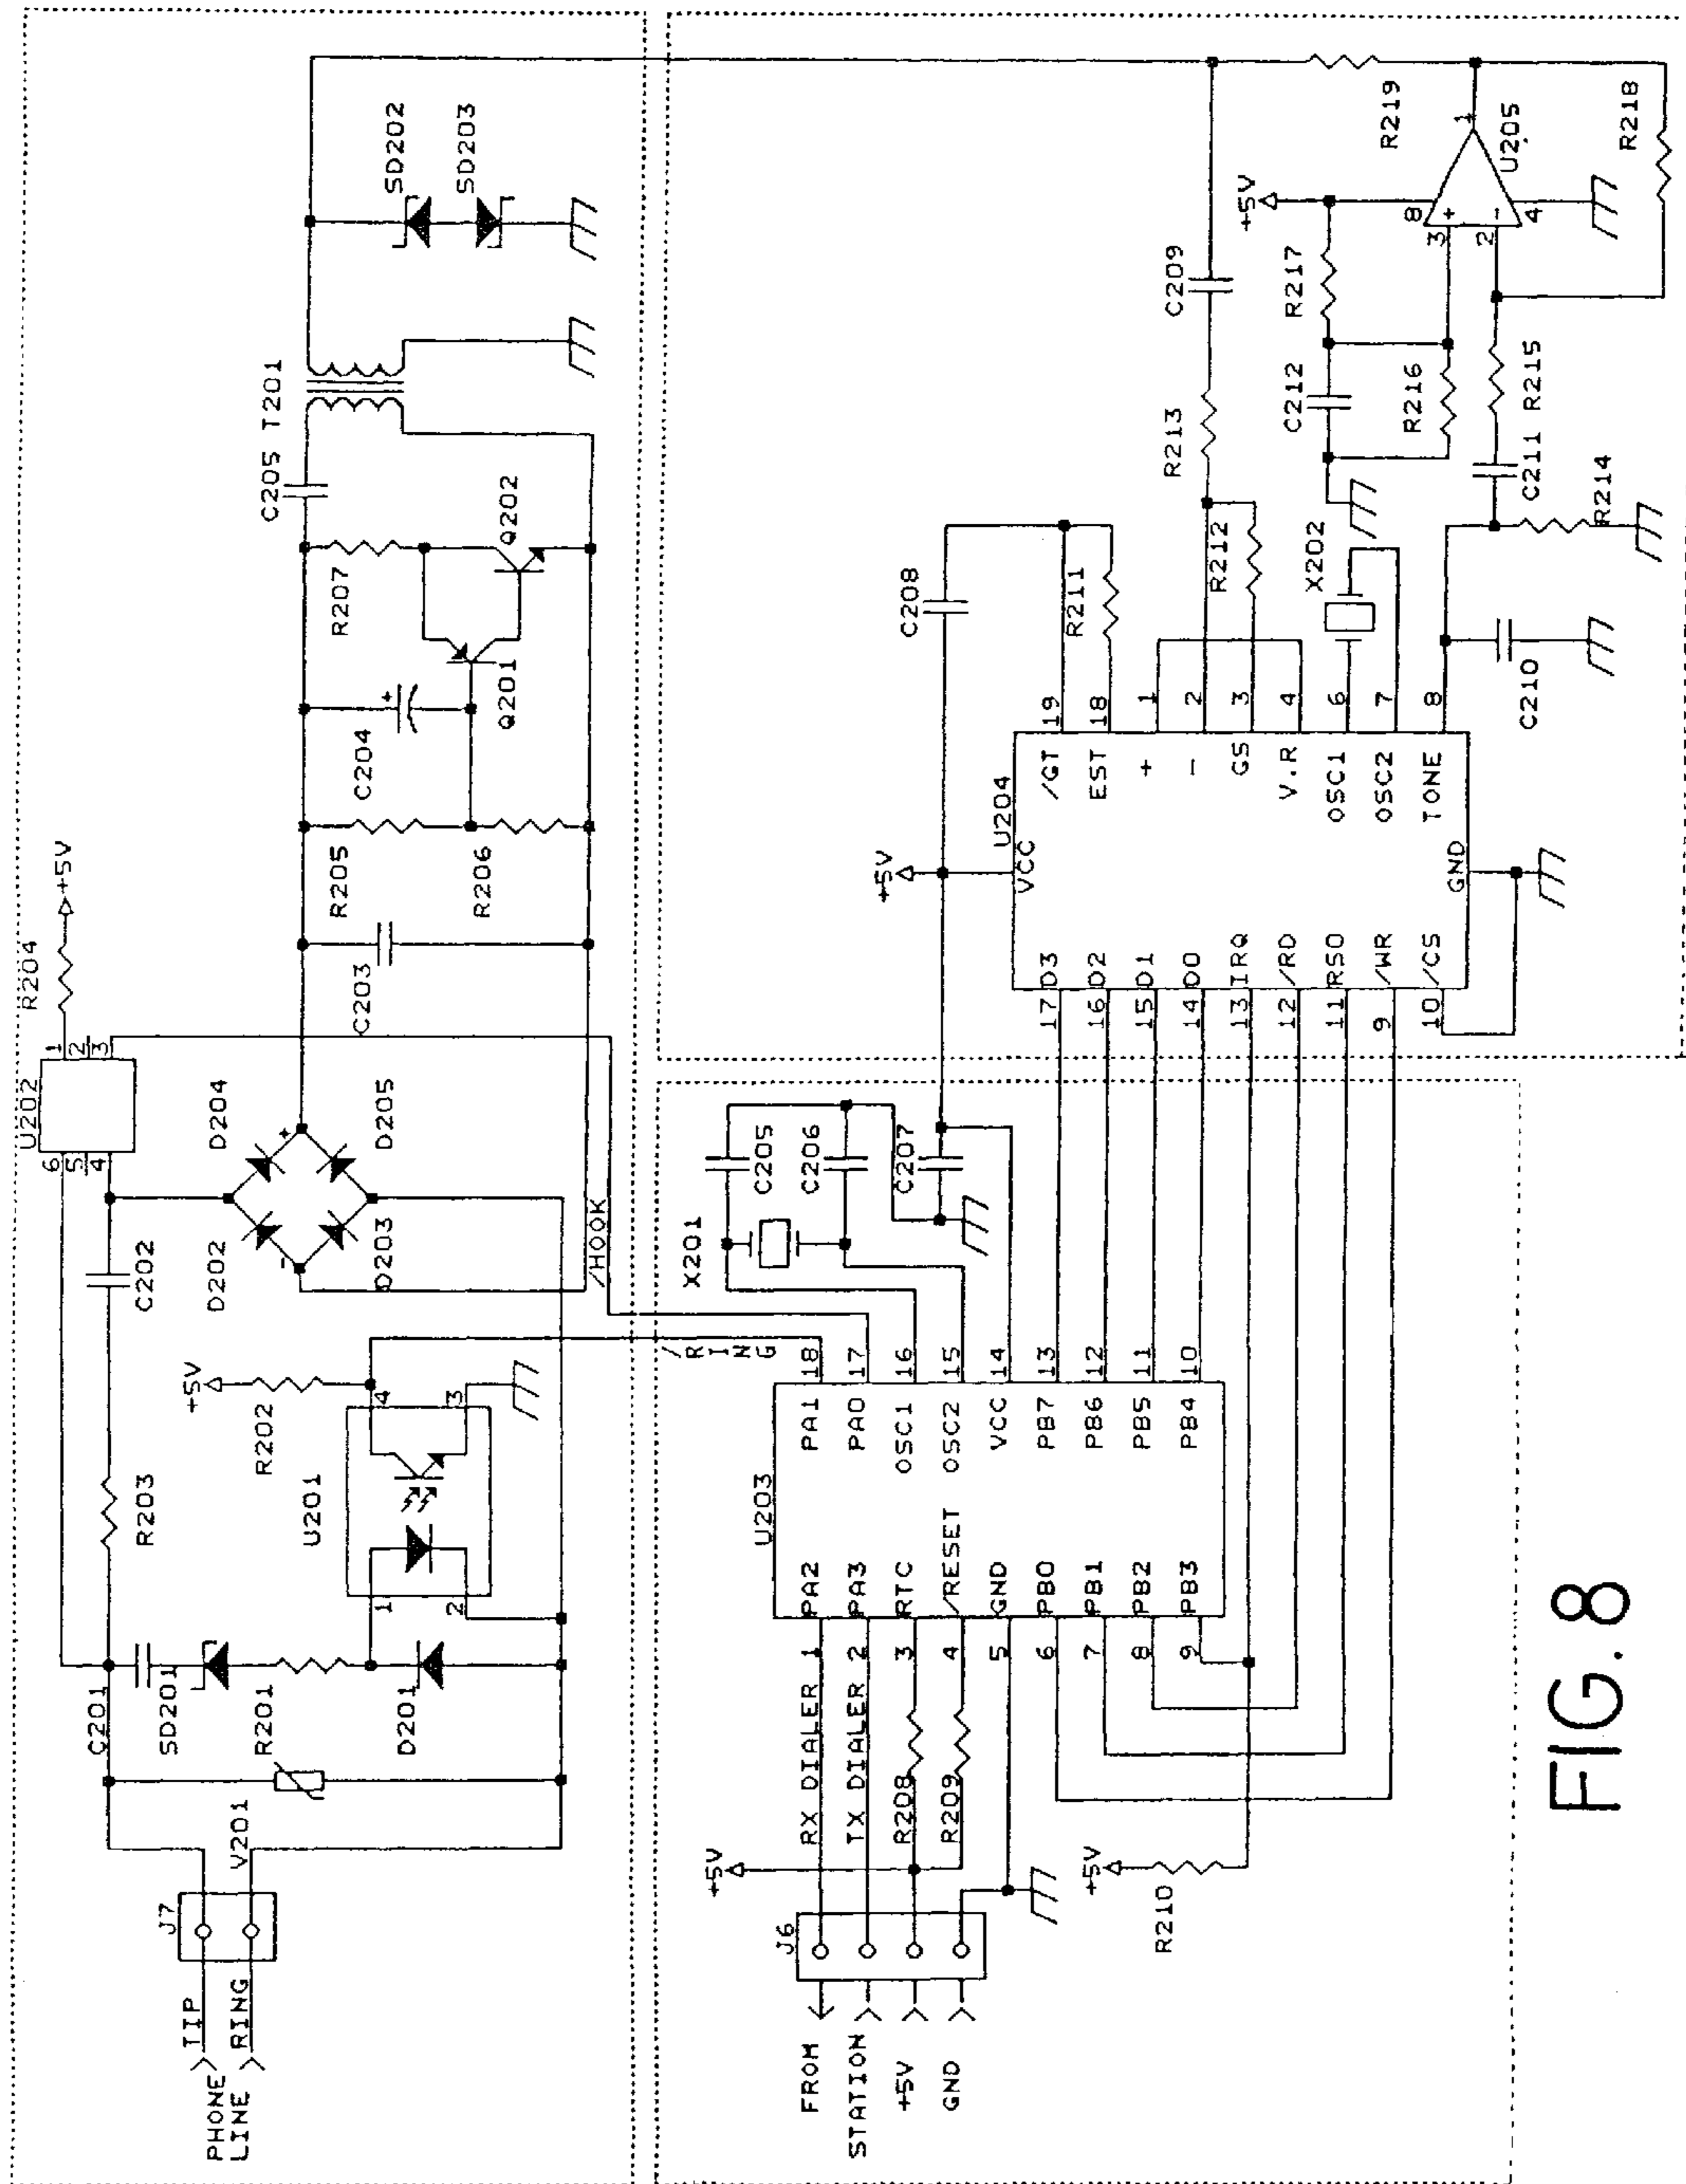 U202
R204
+5V
1
2
3
6
5
4
C202
R203
D204
D205
D202
D203
+
-
/HOOK
C203
R205
R206
C204
+
Q201
R207
Q202
C205 T201
SD202
SD203
J7
TIP
PHONE
LINE
RING
V201
C201
SD201
R201
D201
U201
1
2
4
3
R202
+5V
/RING
J6
FROM
STATION
+5V
GND
RX DIALER
TX DIALER
+5V
R208
R209
R210
+5V
U203
1 PA2
2 PA3
3 RTC
4 /RESET
5 GND
6 PB0
7 PB1
8 PB2
9 PB3
PA1 18
PA0 17
OSC1 16
OSC2 15
VCC 14
PB7 13
PB6 12
PB5 11
PB4 10
X201
C205
C206
C207
+5V
U204
VCC
GND
17 D3
16 D2
15 D1
14 D0
13 IRQ
12 /RD
11 RS0
9 /WR
10 /CS
/GT 19
EST 18
+ 1
- 2
GS 3
V.R 4
OSC1 6
OSC2 7
TONE 8
C208
R211
R212
R213
C209
X202
C210
R214
C211 R215
C212
R216
R217
+5V
8
3 +
2 -
4
1
U205
R219
R218
FIG.8